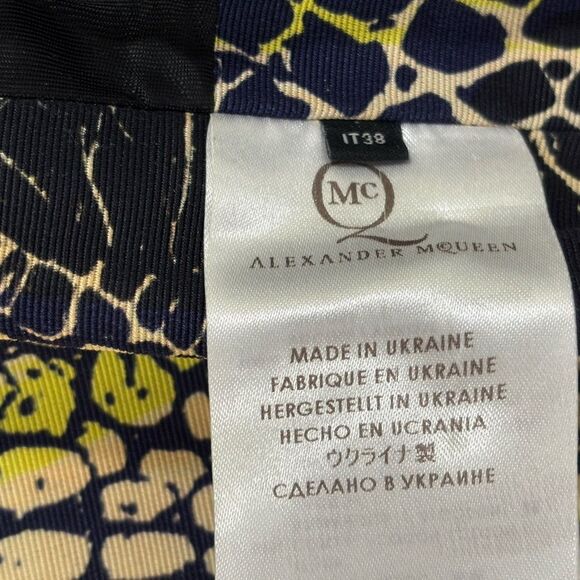 IT38
McQ
ALEXANDER MCQUEEN
MADE IN UKRAINE
FABRIQUE EN UKRAINE
HERGESTELLT IN UKRAINE
HECHO EN UCRANIA
ウクライナ製
СДЕЛАНО В УКРАИНЕ